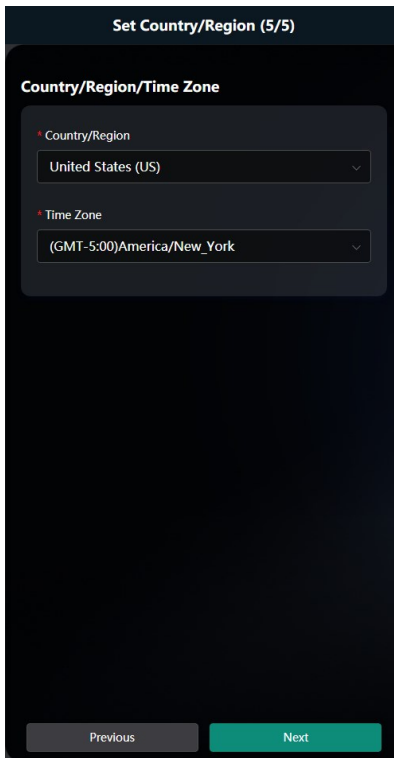 Set Country/Region (5/5)
Country/Region/Time Zone
* Country/Region
United States (US)
* Time Zone
(GMT-5:00)America/New_York
Previous
Next